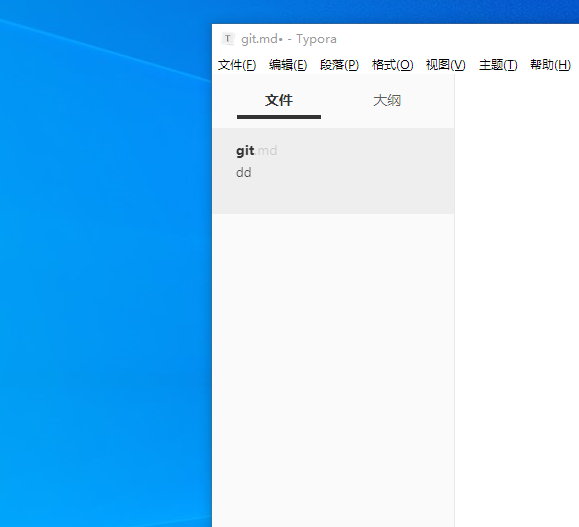 T git.md• - Typora
文件(F) 编辑(E) 段落(P) 格式(O) 视图(V) 主题(T) 帮助(H)
文件 大纲
git.md
dd